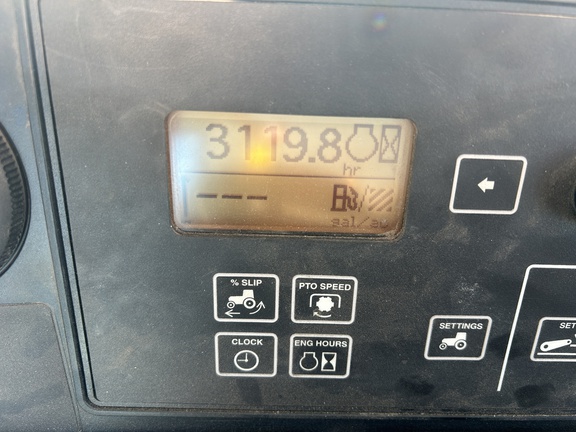 3119.8
hr
---
gal/ac
% SLIP
PTO SPEED
CLOCK
ENG HOURS
SETTINGS